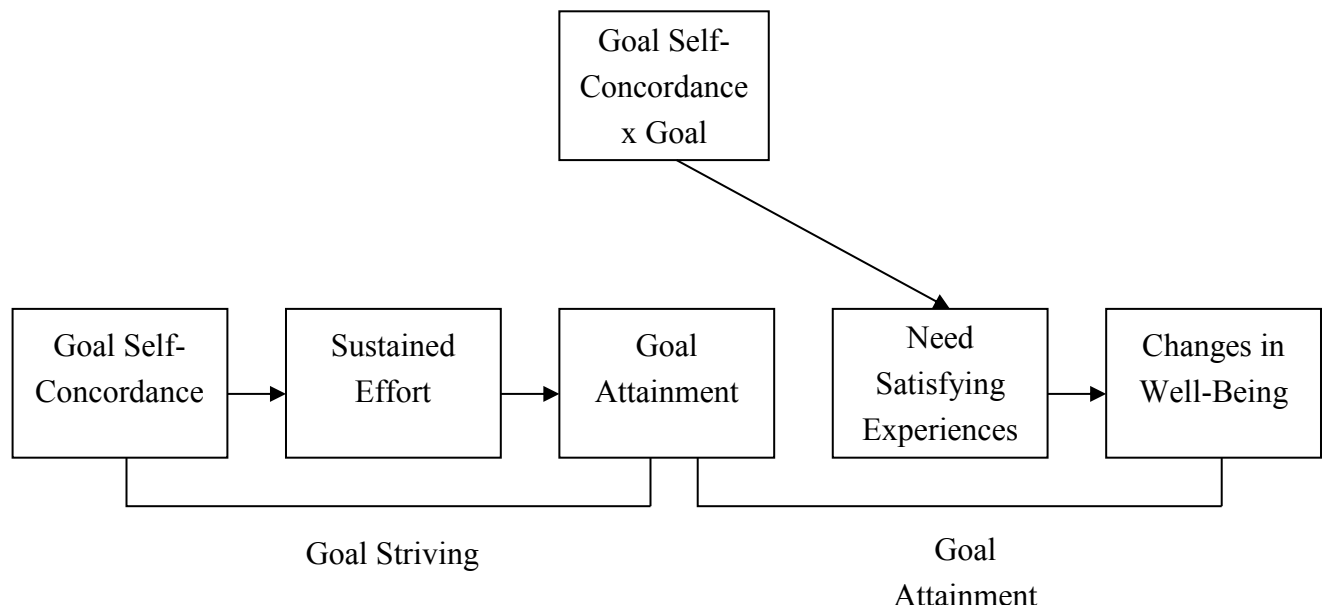 Goal Self-
Concordance
x Goal
Goal Self-
Concordance
Sustained
Effort
Goal
Attainment
Need
Satisfying
Experiences
Changes in
Well-Being
Goal Striving
Goal
Attainment